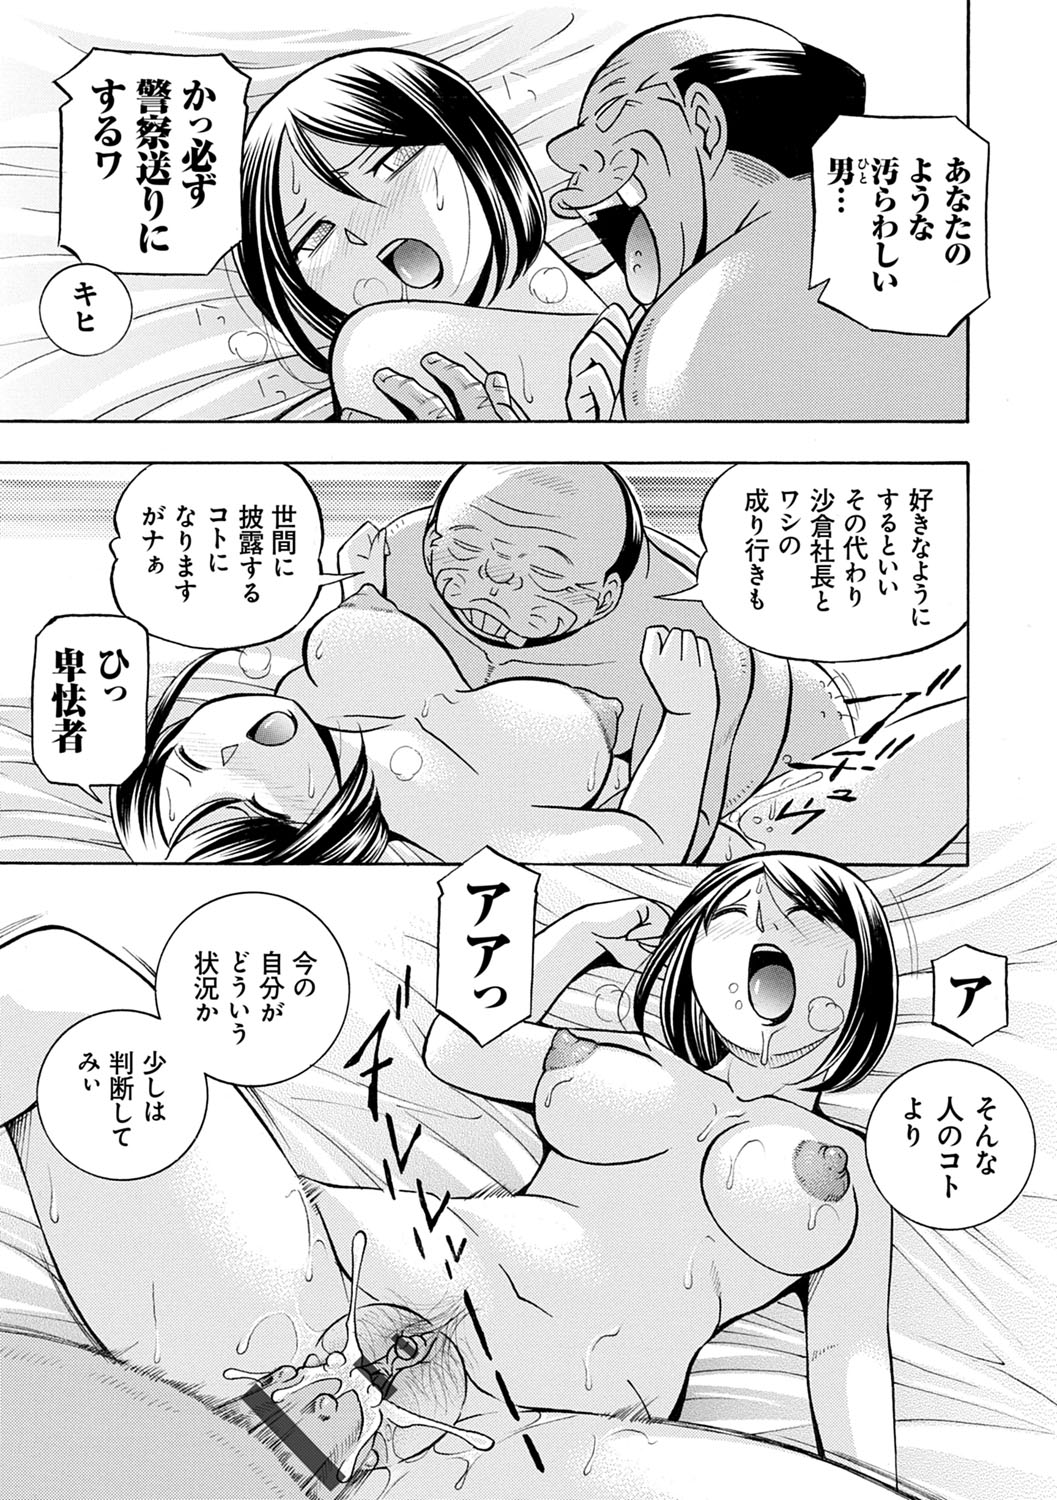 あなたの
ような
汚らわしい
男…
ひと
かっ必ず
警察送りに
するワ
キヒ
好きなように
するといい
その代わり
沙倉社長と
ワシの
成り行きも
世間に
披露する
コトに
なります
がナぁ
ひっ
卑怯者
ア
アアっ
そんな
人のコト
より
今の
自分が
どういう
状況か
少しは
判断して
みぃ